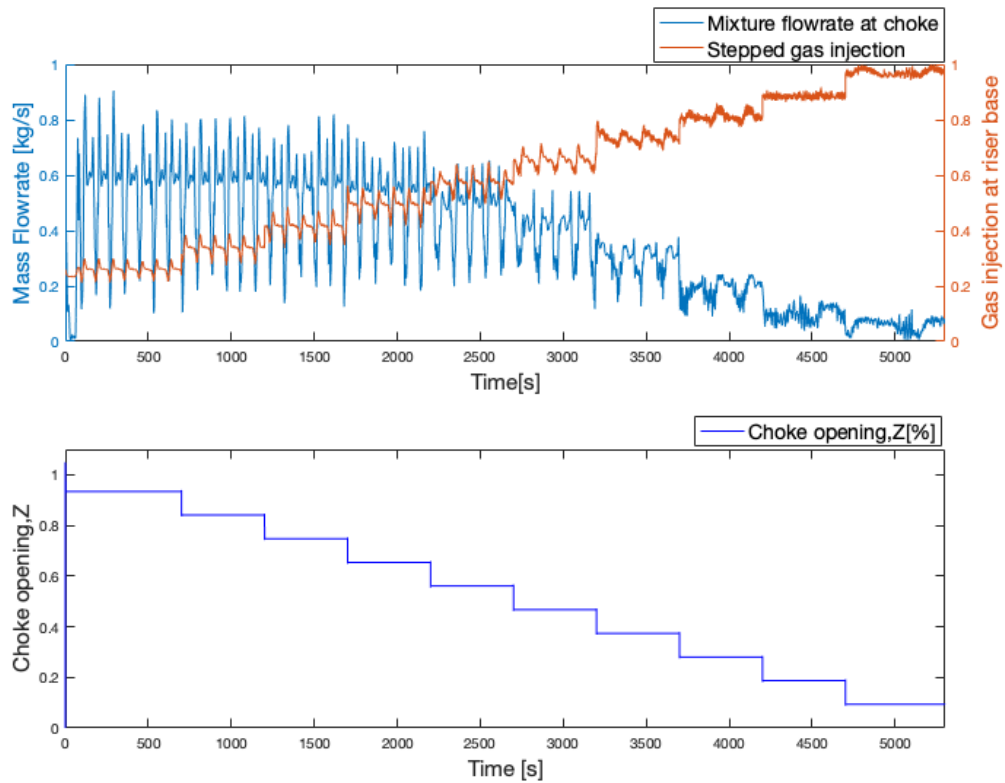 Mixture flowrate at choke
Stepped gas injection
Mass Flowrate [kg/s]
1
0.8
0.6
0.4
0.2
0
1
0.8
0.6
0.4
0.2
0
Gas injection at riser base
0 500 1000 1500 2000 2500 3000 3500 4000 4500 5000
Time[s]
Choke opening,Z[%]
Choke opening,Z
1
0.8
0.6
0.4
0.2
0
0 500 1000 1500 2000 2500 3000 3500 4000 4500 5000
Time [s]